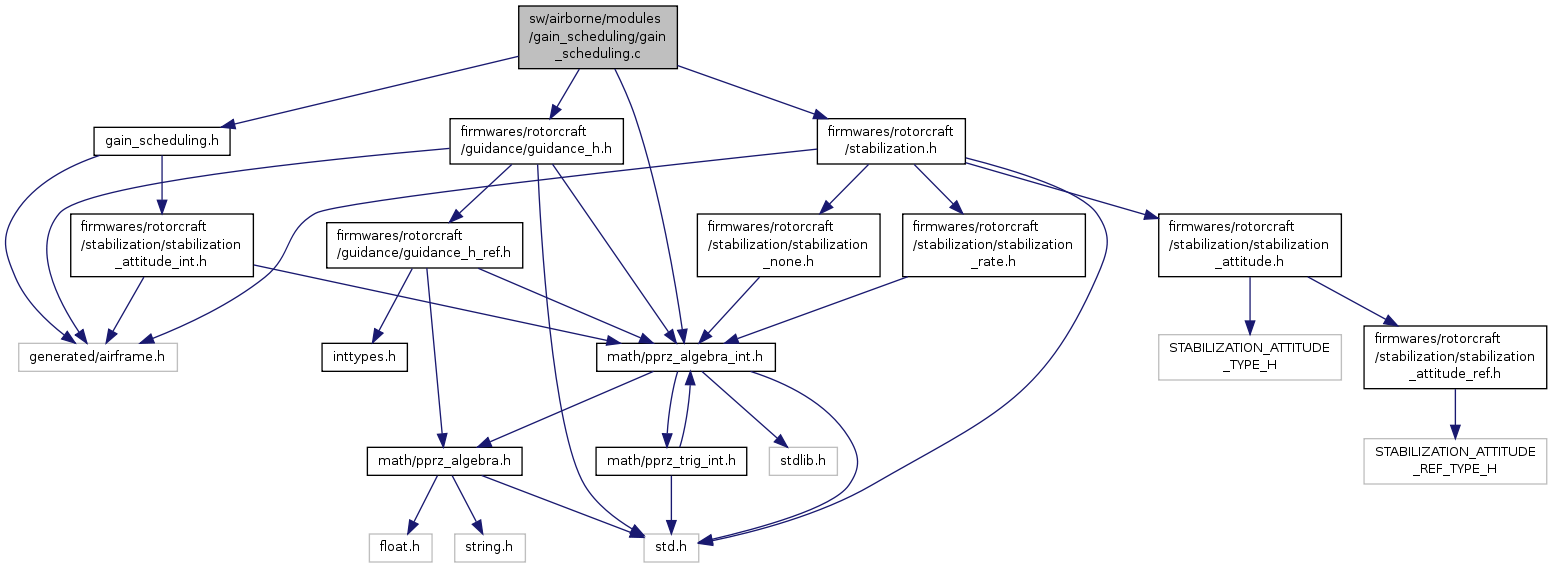 sw/airborne/modules
/gain_scheduling/gain
_scheduling.c
gain_scheduling.h
firmwares/rotorcraft
/guidance/guidance_h.h
firmwares/rotorcraft
/stabilization.h
firmwares/rotorcraft
/stabilization/stabilization
_attitude_int.h
firmwares/rotorcraft
/guidance/guidance_h_ref.h
firmwares/rotorcraft
/stabilization/stabilization
_none.h
firmwares/rotorcraft
/stabilization/stabilization
_rate.h
firmwares/rotorcraft
/stabilization/stabilization
_attitude.h
generated/airframe.h
inttypes.h
math/pprz_algebra_int.h
STABILIZATION_ATTITUDE
_TYPE_H
firmwares/rotorcraft
/stabilization/stabilization
_attitude_ref.h
math/pprz_algebra.h
math/pprz_trig_int.h
stdlib.h
STABILIZATION_ATTITUDE
_REF_TYPE_H
float.h
string.h
std.h